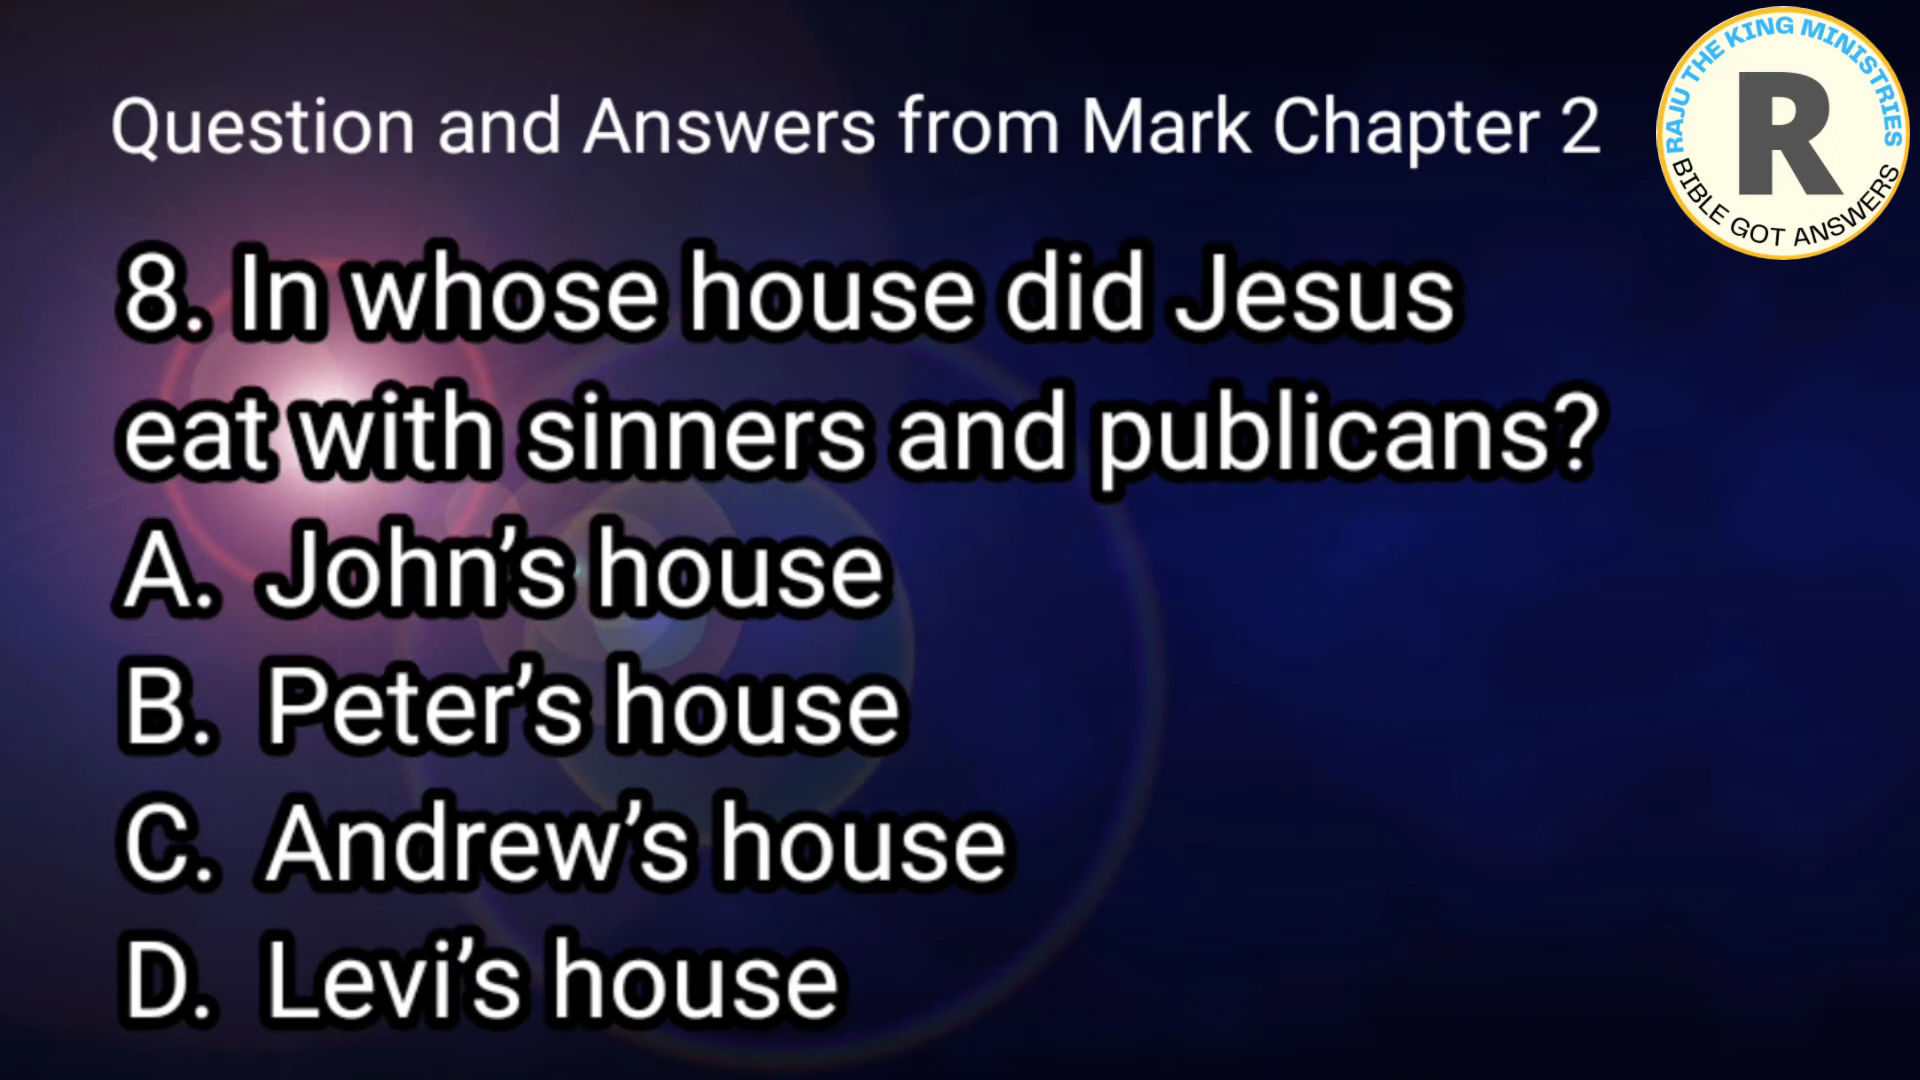 Question and Answers from Mark Chapter 2
RAJU THE KING MINISTRIES
R
BIBLE GOT ANSWERS
8. In whose house did Jesus
eat with sinners and publicans?
A. John’s house
B. Peter’s house
C. Andrew’s house
D. Levi’s house